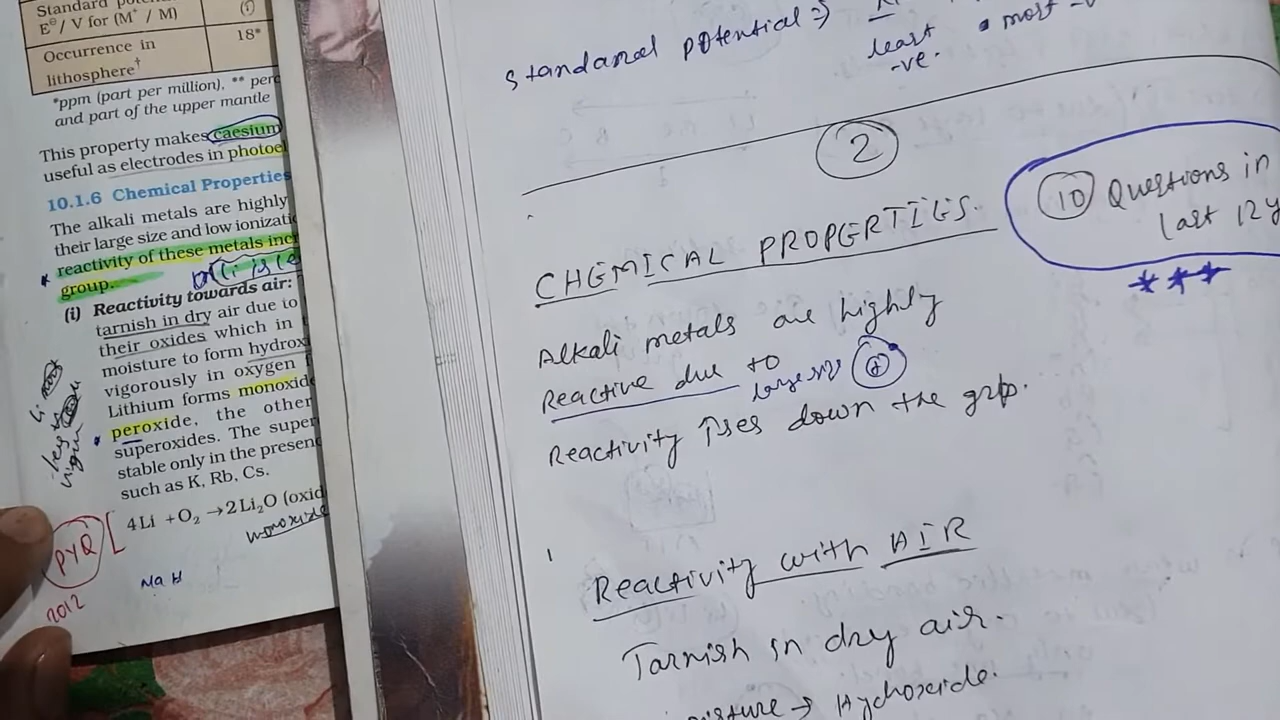 Standard
E⊖/ V for (M+ / M)
Occurrence in
lithosphere†
18*
*ppm (part per million), ** perc
and part of the upper mantle
This property makes caesium
useful as electrodes in photoel
10.1.6 Chemical Properties
The alkali metals are highly
their large size and low ionizati
* reactivity of these metals inc
group.
(i) Reactivity towards air:
tarnish in dry air due to
their oxides which in
moisture to form hydrox
vigorously in oxygen
Lithium forms monoxid
peroxide, the other
superoxides. The super
stable only in the presen
such as K, Rb, Cs.
4Li + O2 → 2Li2O (oxid
monoxide
PYQ
2012
Na H
Standard potential ⇒
least
-ve.
most -v
2
10 Questions in
last 12 y
***
CHEMICAL PROPERTIES.
Alkali metals are highly
Reactive due to
large size
Reactivity ↑ses down the grp.
Reactivity with AIR
Tarnish in dry air.
→ Hydroxide.